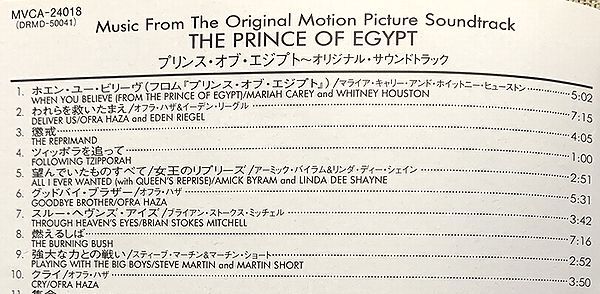 MVCA-24018
(DRMD-50041)
Music From The Original Motion Picture Soundtrack
THE PRINCE OF EGYPT
プリンス・オブ・エジプト〜オリジナル・サウンドトラック
1. ホエン・ユー・ビリーヴ(フロム『プリンス・オブ・エジプト』)/マライア・キャリー・アンド・ホイットニー・ヒューストン 5:02
WHEN YOU BELIEVE (FROM THE PRINCE OF EGYPT)/MARIAH CAREY and WHITNEY HOUSTON
2. われらを救いたまえ/オフラ・ハザ&イーデン・リーグル 7:15
DELIVER US/OFRA HAZA and EDEN RIEGEL
3. 懲戒 4:05
THE REPRIMAND
4. ツィッポラを追って 1:00
FOLLOWING TZIPPORAH
5. 望んでいたものすべて/女王のリプリーズ/アーミック・バイラム&リンダ・ディー・シェイン 2:51
ALL I EVER WANTED (with QUEEN'S REPRISE)/AMICK BYRAM and LINDA DEE SHAYNE
6. グッドバイ・ブラザー/オフラ・ハザ 5:31
GOODBYE BROTHER/OFRA HAZA
7. スルー・ヘヴンズ・アイズ/ブライアン・ストークス・ミッチェル 3:42
THROUGH HEAVEN'S EYES/BRIAN STOKES MITCHELL
8. 燃えるしば 7:16
THE BURNING BUSH
9. 強大な力との戦い/スティーブ・マーチン&マーチン・ショート 2:52
PLAYING WITH THE BIG BOYS/STEVE MARTIN and MARTIN SHORT
10. クライ/オフラ・ハザ 3:50
CRY/OFRA HAZA